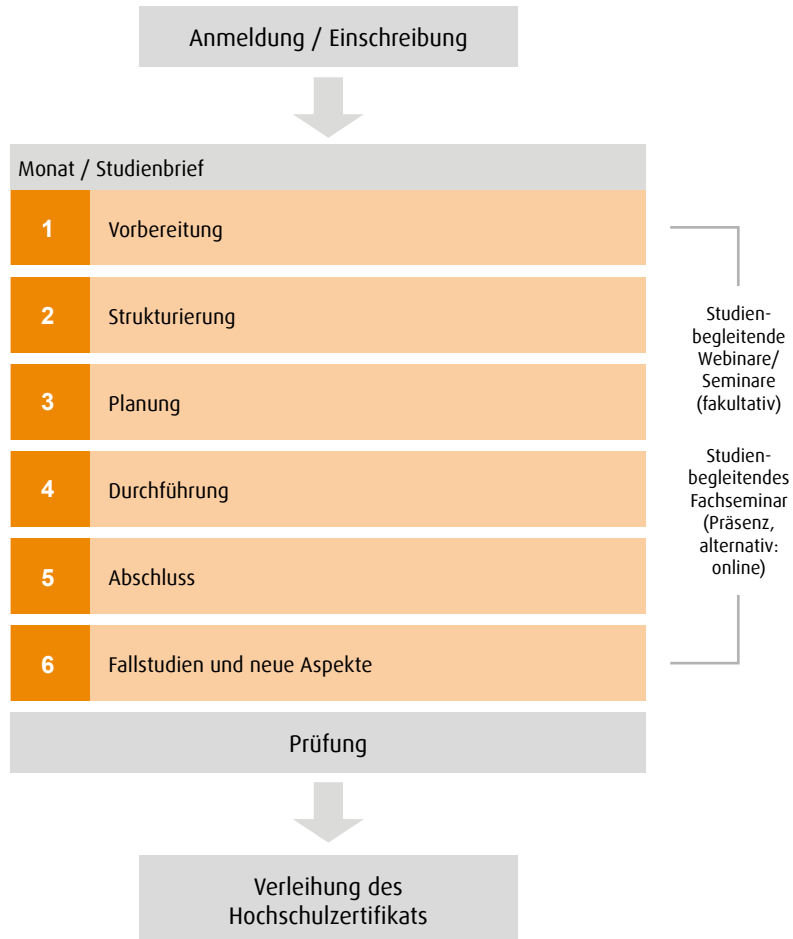 Anmeldung / Einschreibung
Monat / Studienbrief
1 Vorbereitung
2 Strukturierung
3 Planung
4 Durchführung
5 Abschluss
6 Fallstudien und neue Aspekte
Studien-
begleitende
Webinare/
Seminare
(fakultativ)
Studien-
begleitendes
Fachseminar
(Präsenz,
alternativ:
online)
Prüfung
Verleihung des
Hochschulzertifikats